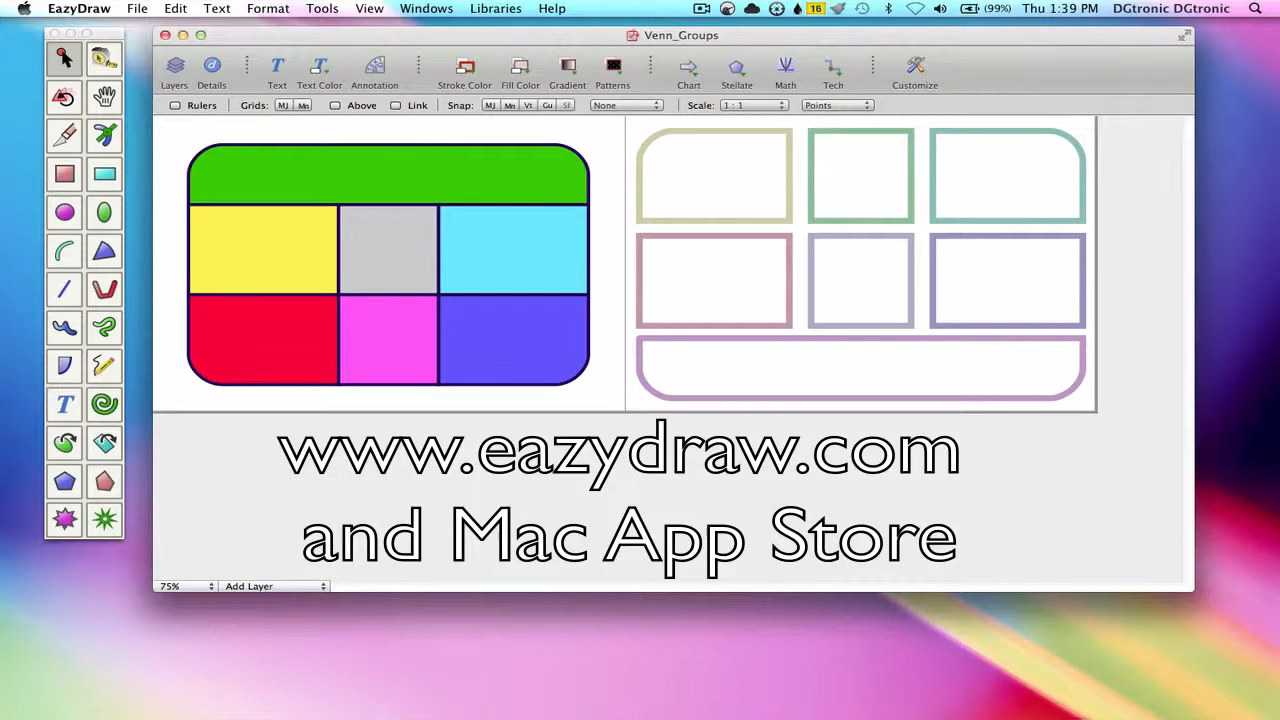 EazyDraw File Edit Text Format Tools View Windows Libraries Help 16 (99%) Thu 1:39 PM DGtronic DGtronic
Venn_Groups
Layers Details Text Text Color Annotation Stroke Color Fill Color Gradient Patterns Chart Stellate Math Tech Customize
Rulers Grids: MJ Mn Above Link Snap: MJ Mn Vt Gu Sf None Scale: 1 : 1 Points
www.eazydraw.com
and Mac App Store
75% Add Layer